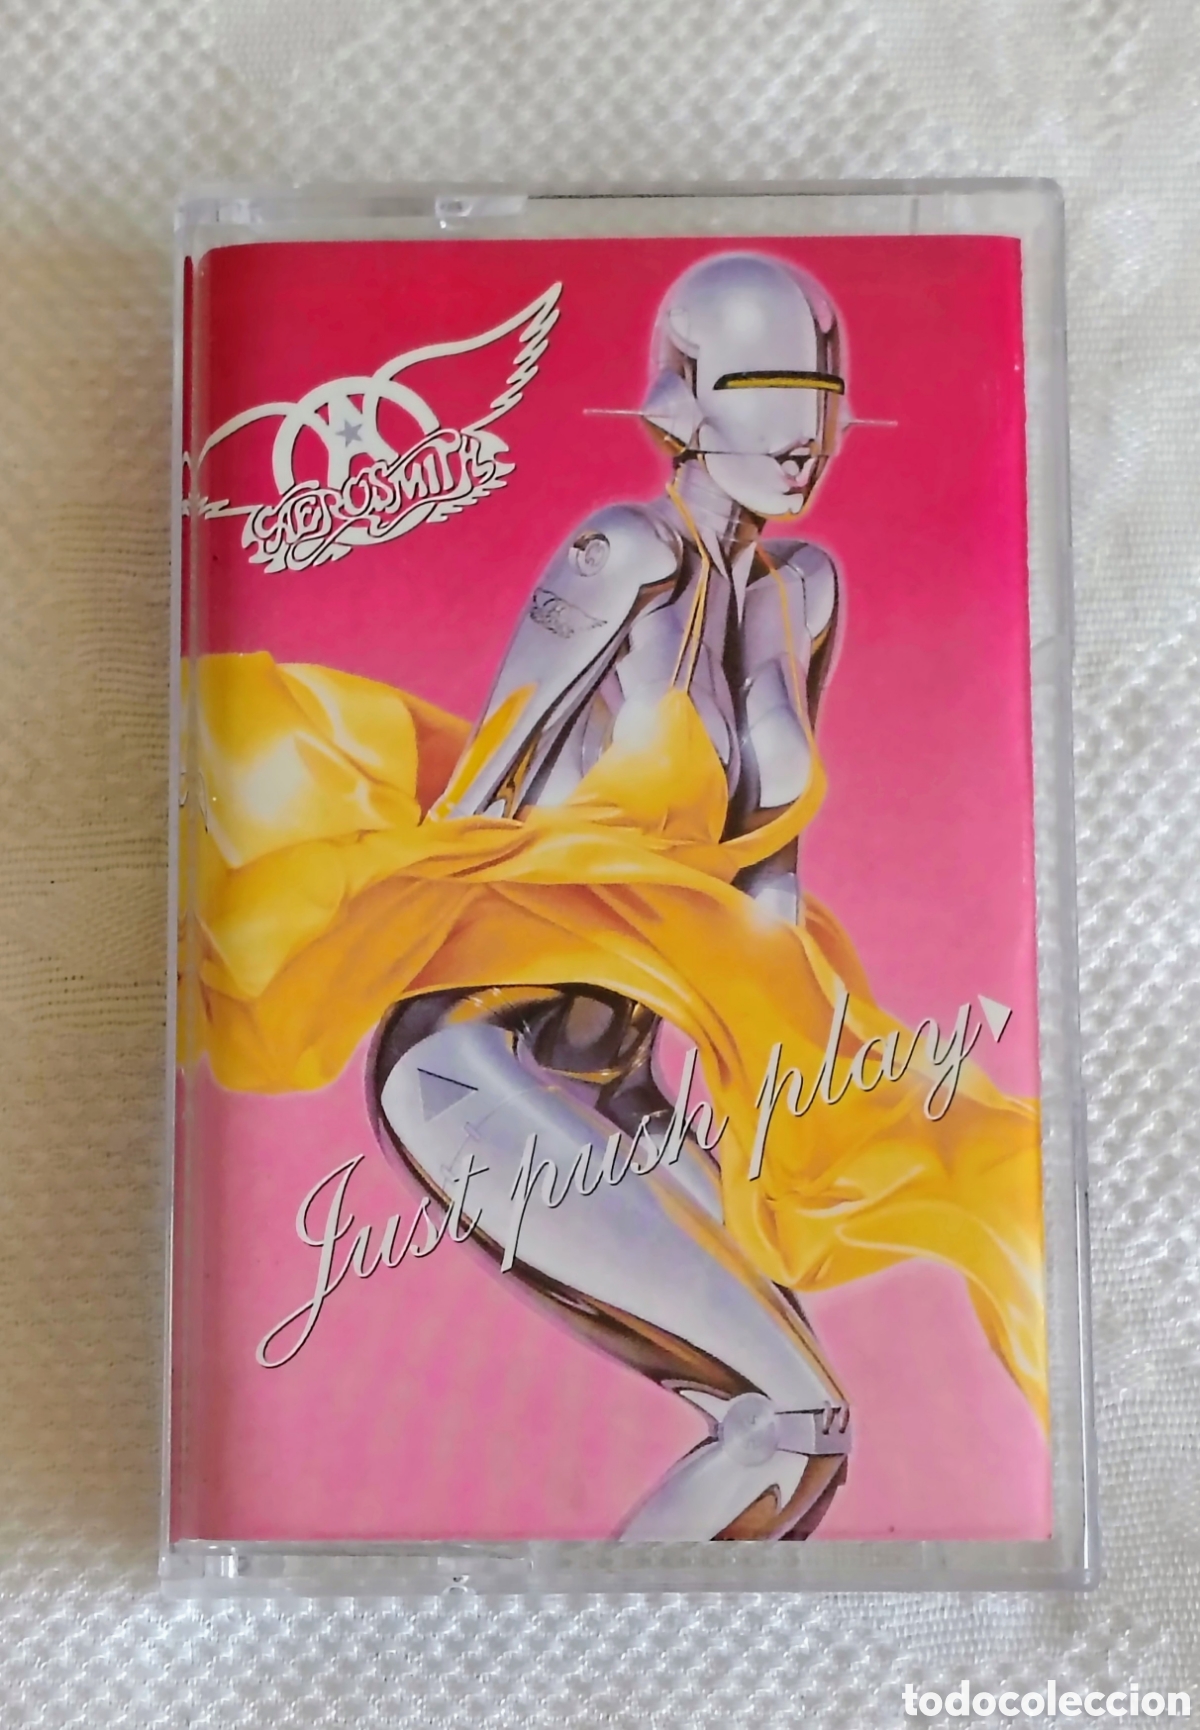 AEROSMITH
Just push play
todocoleccion